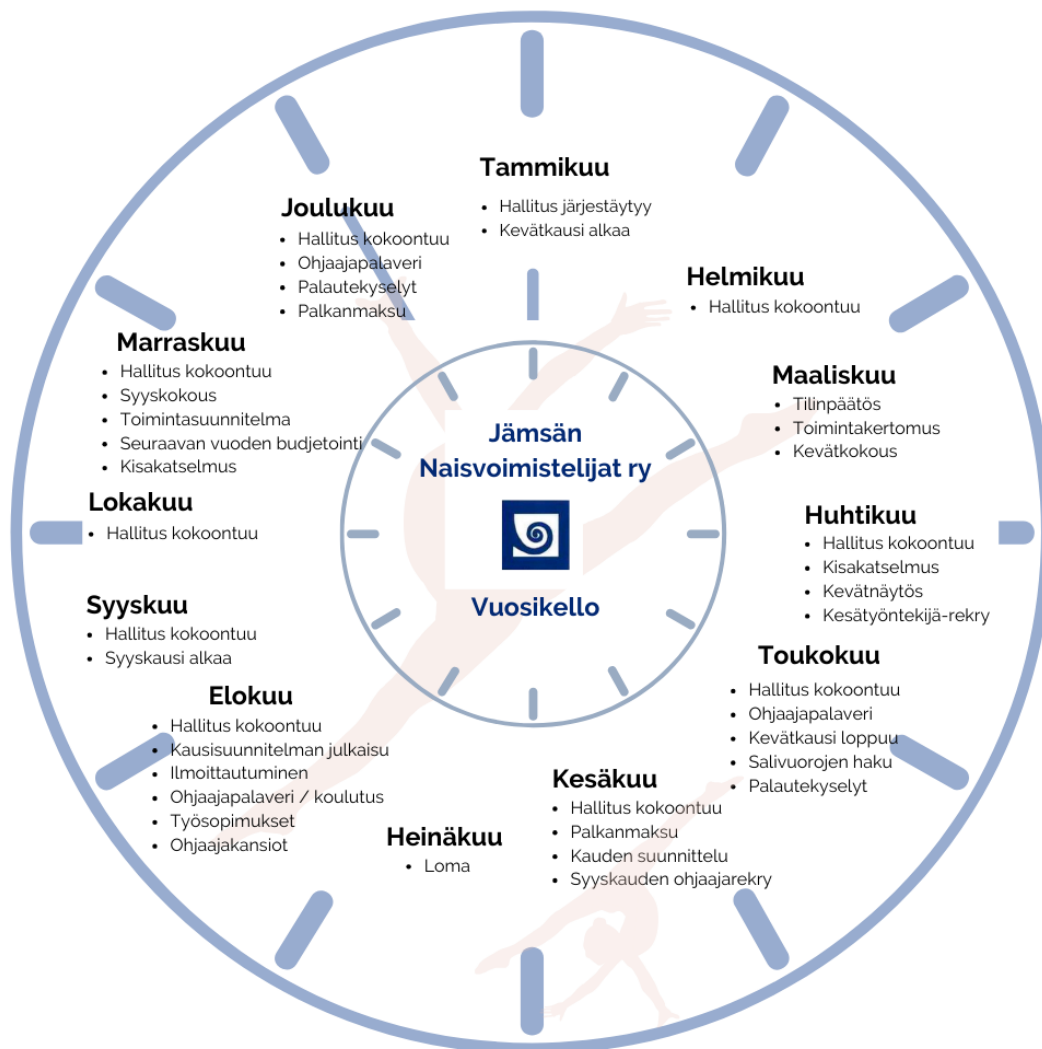 Tammikuu
• Hallitus järjestäytyy
• Kevätkausi alkaa
Helmikuu
• Hallitus kokoontuu
Maaliskuu
• Tilinpäätös
• Toimintakertomus
• Kevätkokous
Huhtikuu
• Hallitus kokoontuu
• Kisakatselmus
• Kevätnäytös
• Kesätyöntekijä-rekry
Toukokuu
• Hallitus kokoontuu
• Ohjaajapalaveri
• Kevätkausi loppuu
• Salivuorojen haku
• Palautekyselyt
Kesäkuu
• Hallitus kokoontuu
• Palkanmaksu
• Kauden suunnittelu
• Syyskauden ohjaajarekry
Heinäkuu
• Loma
Elokuu
• Hallitus kokoontuu
• Kausisuunnitelman julkaisu
• Ilmoittautuminen
• Ohjaajapalaveri / koulutus
• Työsopimukset
• Ohjaajakansiot
Syyskuu
• Hallitus kokoontuu
• Syyskausi alkaa
Lokakuu
• Hallitus kokoontuu
Marraskuu
• Hallitus kokoontuu
• Syyskokous
• Toimintasuunnitelma
• Seuraavan vuoden budjetointi
• Kisakatselmus
Joulukuu
• Hallitus kokoontuu
• Ohjaajapalaveri
• Palautekyselyt
• Palkanmaksu
Jämsän
Naisvoimistelijat ry
Vuosikello